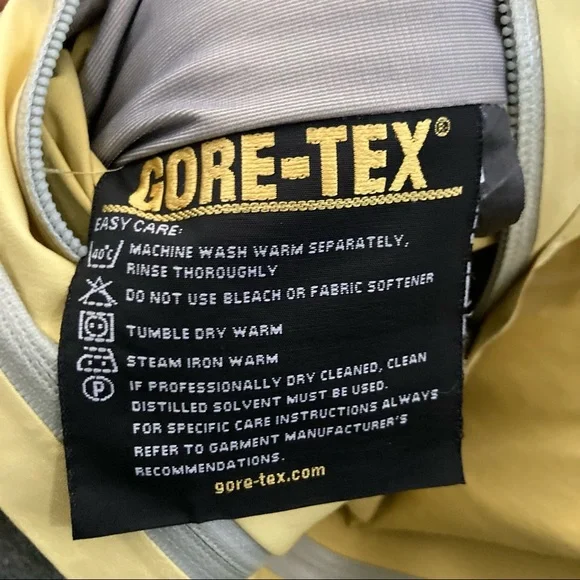 GORE-TEX®
EASY CARE:
40°C MACHINE WASH WARM SEPARATELY,
RINSE THOROUGHLY
DO NOT USE BLEACH OR FABRIC SOFTENER
TUMBLE DRY WARM
STEAM IRON WARM
P IF PROFESSIONALLY DRY CLEANED, CLEAN
DISTILLED SOLVENT MUST BE USED.
FOR SPECIFIC CARE INSTRUCTIONS ALWAYS
REFER TO GARMENT MANUFACTURER'S
RECOMMENDATIONS.
gore-tex.com